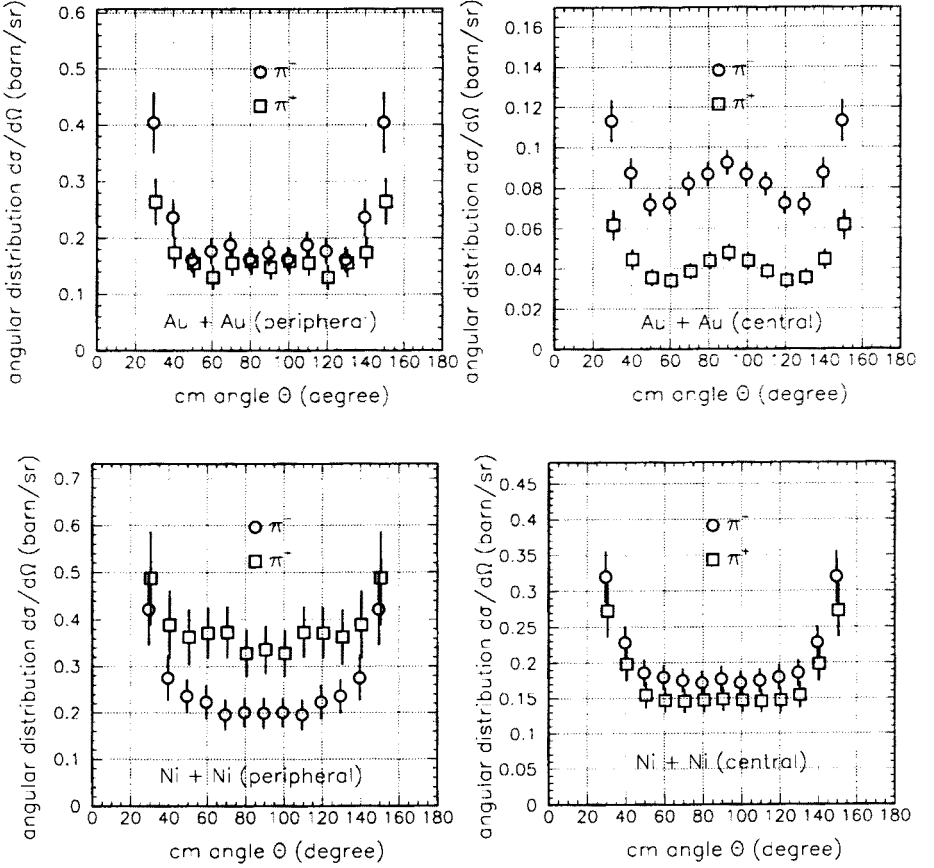 angular distribution dσ/dΩ (barn/sr)
0.6
0.5
0.4
0.3
0.2
0.1
0
π⁻
π⁺
Au + Au (peripheral)
0 20 40 60 80 100 120 140 160 180
cm angle Θ (degree)
angular distribution dσ/dΩ (barn/sr)
0.16
0.14
0.12
0.1
0.08
0.06
0.04
0.02
0
π⁻
π⁺
Au + Au (central)
0 20 40 60 80 100 120 140 160 180
cm angle Θ (degree)
angular distribution dσ/dΩ (barn/sr)
0.7
0.6
0.5
0.4
0.3
0.2
0.1
0
π⁻
π⁺
Ni + Ni (peripheral)
0 20 40 60 80 100 120 140 160 180
cm angle Θ (degree)
angular distribution dσ/dΩ (barn/sr)
0.45
0.4
0.35
0.3
0.25
0.2
0.15
0.1
0.05
0
π⁻
π⁺
Ni + Ni (central)
0 20 40 60 80 100 120 140 160 180
cm angle Θ (degree)